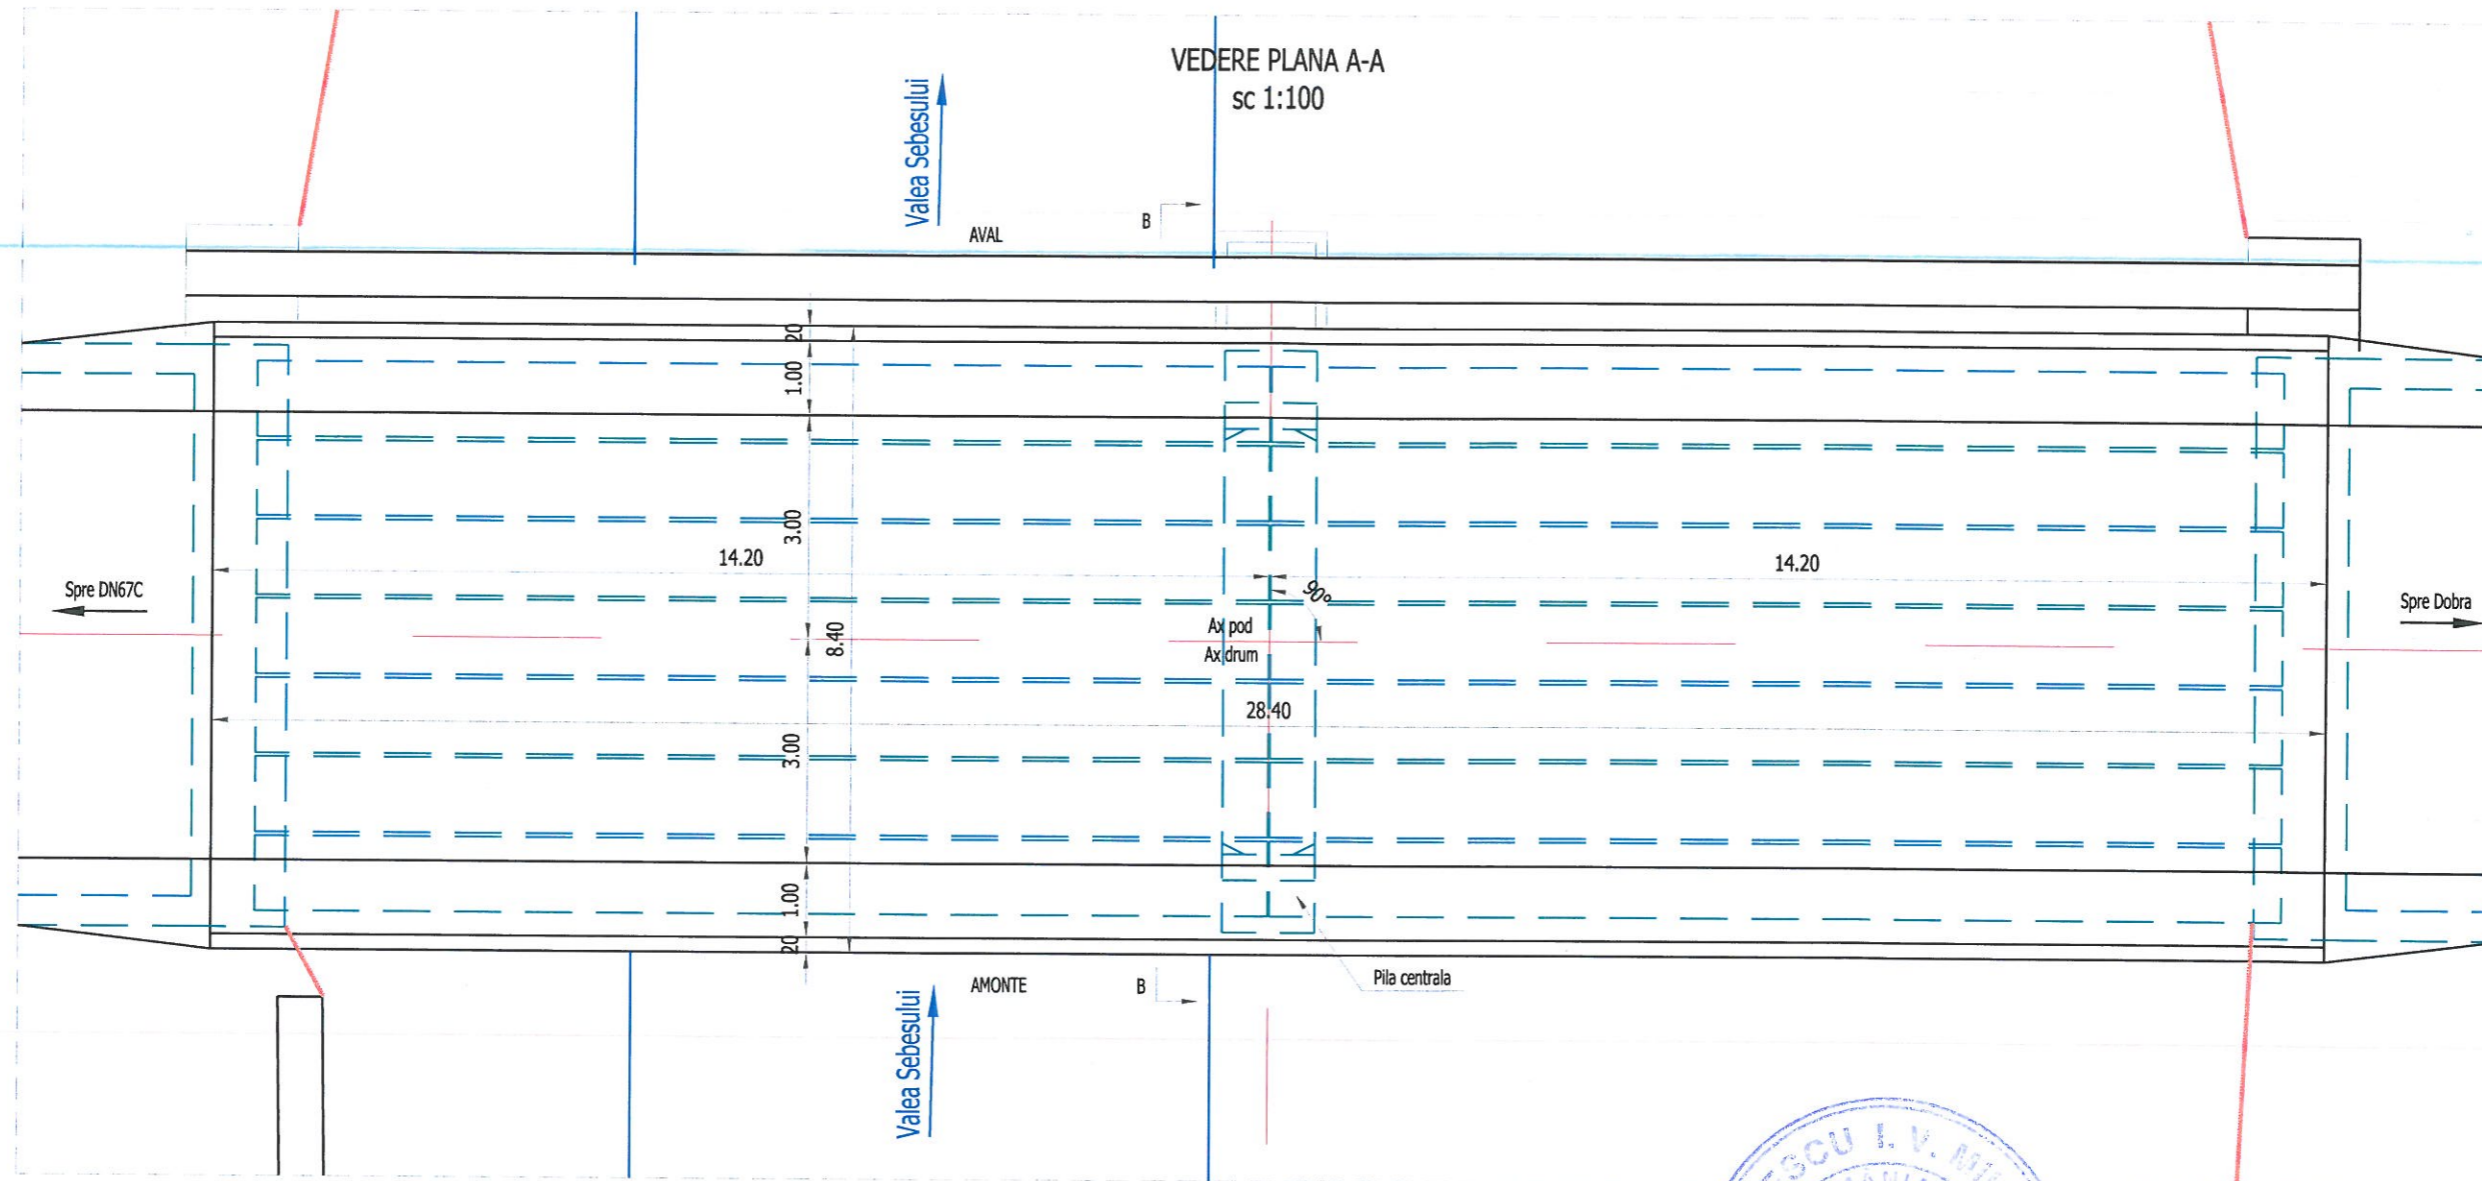 VEDERE PLANA A-A
sc 1:100
Valea Sebesului
B
AVAL
20
1.00
3.00
14.20
14.20
90°
Spre DN67C
Spre Dobra
8.40
Ax pod
Ax drum
28.40
3.00
1.00
20
AMONTE
B
Pila centrala
Valea Sebesului